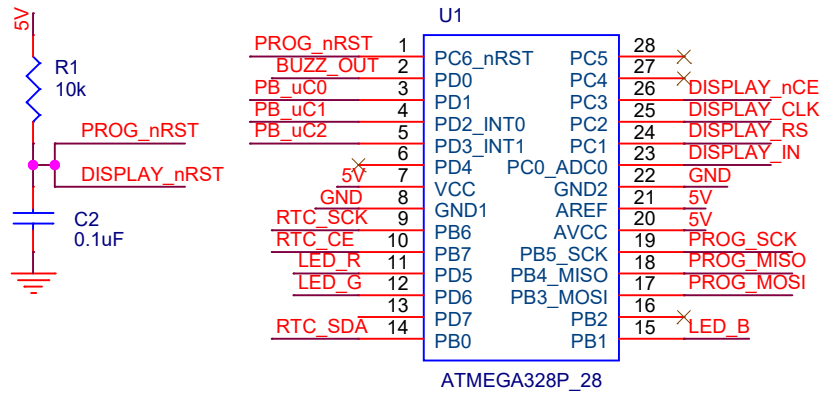 5V
R1
10k
PROG_nRST
DISPLAY_nRST
C2
0.1uF
U1
PROG_nRST 1 PC6_nRST PC5 28
BUZZ_OUT 2 PD0 PC4 27
PB_uC0 3 PD1 PC3 26 DISPLAY_nCE
PB_uC1 4 PD2_INT0 PC2 25 DISPLAY_CLK
PB_uC2 5 PD3_INT1 PC1 24 DISPLAY_RS
6 PD4 PC0_ADC0 23 DISPLAY_IN
5V 7 VCC GND2 22 GND
GND 8 GND1 AREF 21 5V
RTC_SCK 9 PB6 AVCC 20 5V
RTC_CE 10 PB7 PB5_SCK 19 PROG_SCK
LED_R 11 PD5 PB4_MISO 18 PROG_MISO
LED_G 12 PD6 PB3_MOSI 17 PROG_MOSI
13 PD7 PB2 16
RTC_SDA 14 PB0 PB1 15 LED_B
ATMEGA328P_28